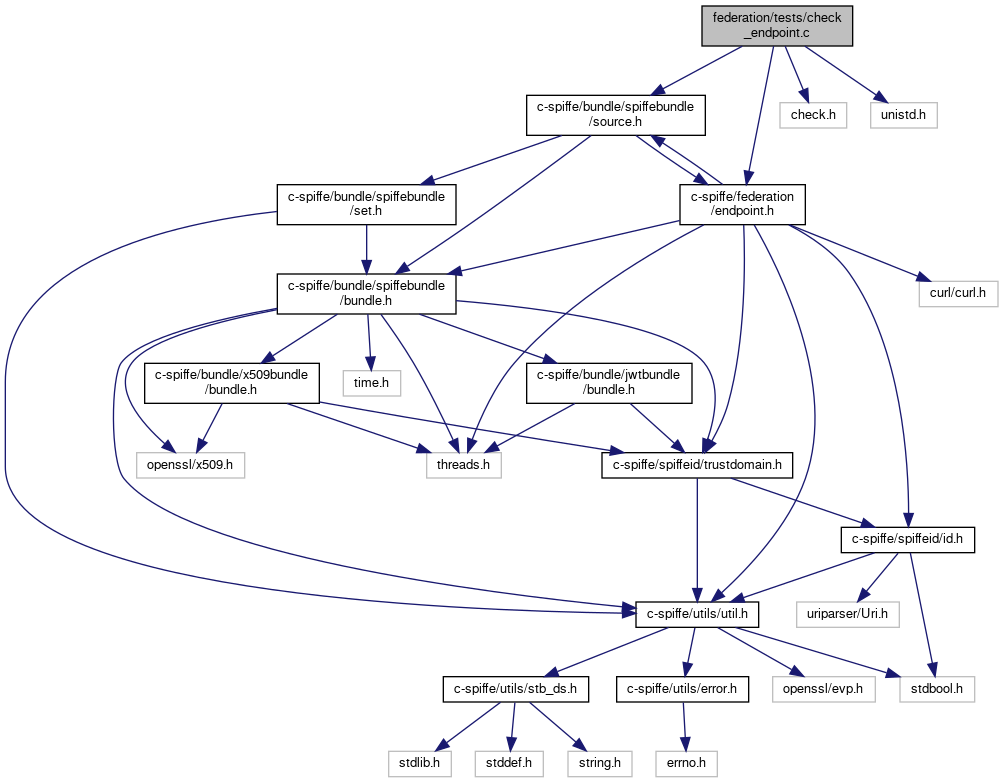 federation/tests/check
_endpoint.c
c-spiffe/bundle/spiffebundle
/source.h
check.h
unistd.h
c-spiffe/bundle/spiffebundle
/set.h
c-spiffe/federation
/endpoint.h
c-spiffe/bundle/spiffebundle
/bundle.h
curl/curl.h
c-spiffe/bundle/x509bundle
/bundle.h
time.h
c-spiffe/bundle/jwtbundle
/bundle.h
openssl/x509.h
threads.h
c-spiffe/spiffeid/trustdomain.h
c-spiffe/spiffeid/id.h
c-spiffe/utils/util.h
uriparser/Uri.h
c-spiffe/utils/stb_ds.h
c-spiffe/utils/error.h
openssl/evp.h
stdbool.h
stdlib.h
stddef.h
string.h
errno.h